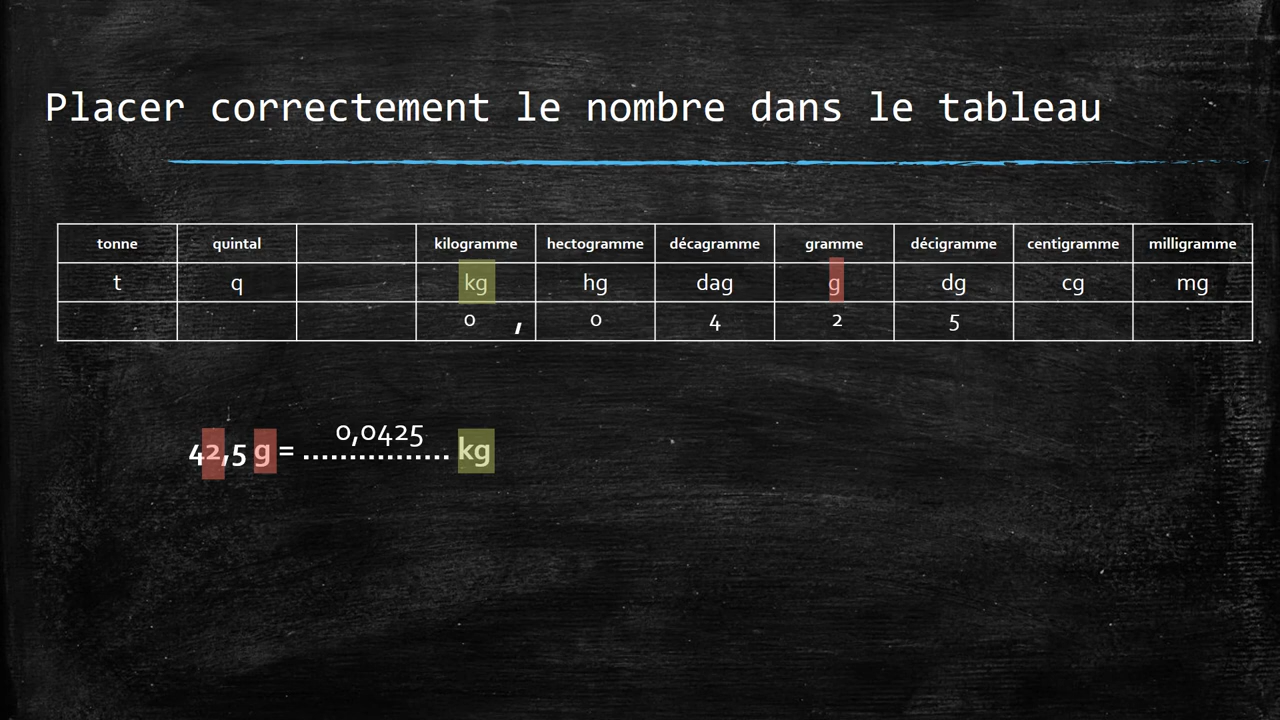 Placer correctement le nombre dans le tableau
tonne quintal kilogramme hectogramme décagramme gramme décigramme centigramme milligramme
t q kg hg dag g dg cg mg
0 , 0 4 2 5
42,5 g = ................ kg
0,0425